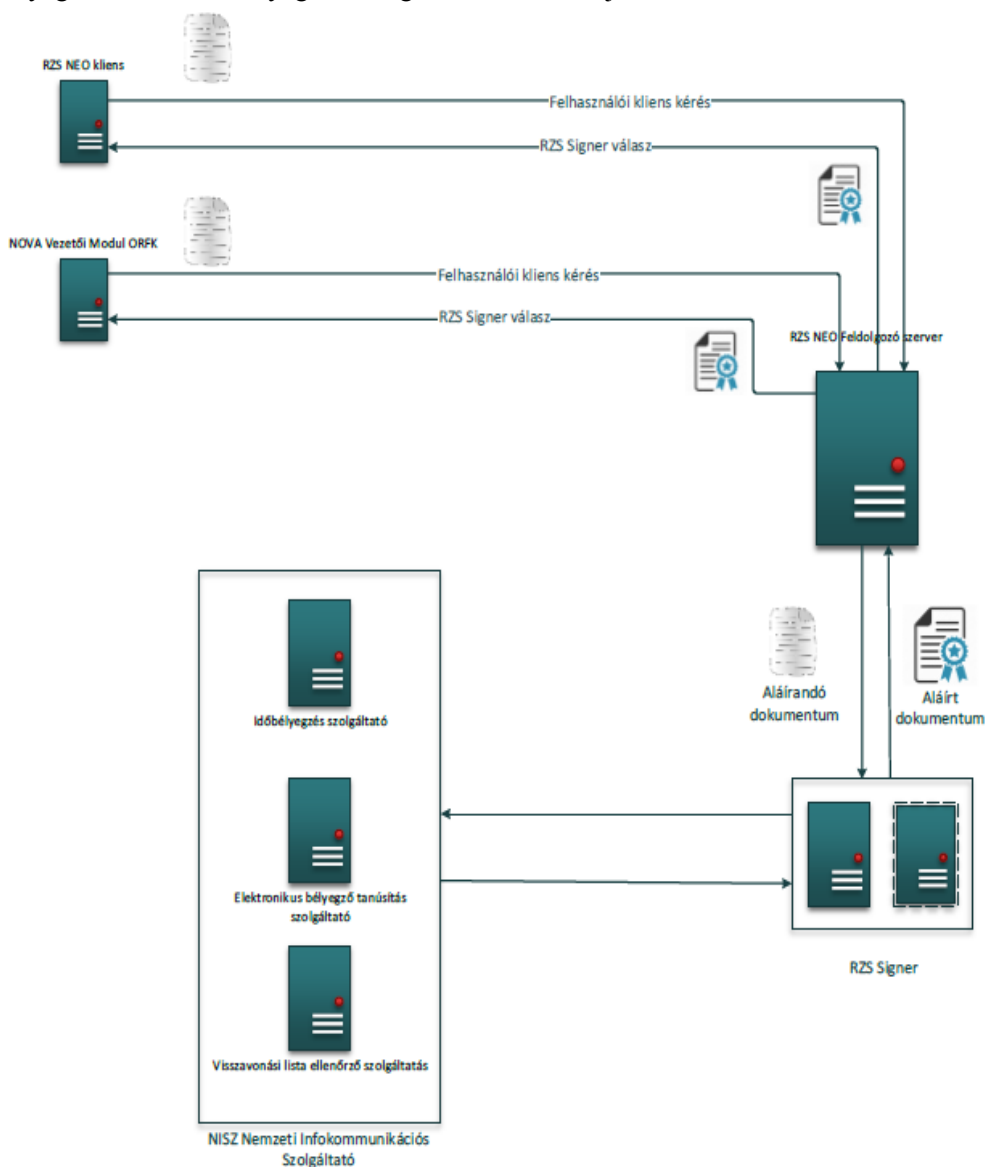 RZS NEO kliens
Felhasználói kliens kérés
RZS Signer válasz
NOVA Vezetői Modul ORFK
Felhasználói kliens kérés
RZS Signer válasz
RZS NEO Feldolgozó szerver
Aláírandó
dokumentum
Aláírt
dokumentum
Időbélyegzés szolgáltató
Elektronikus bélyegző tanúsítás
szolgáltató
Visszavonási lista ellenőrző szolgáltatás
RZS Signer
NISZ Nemzeti Infokommunikációs
Szolgáltató